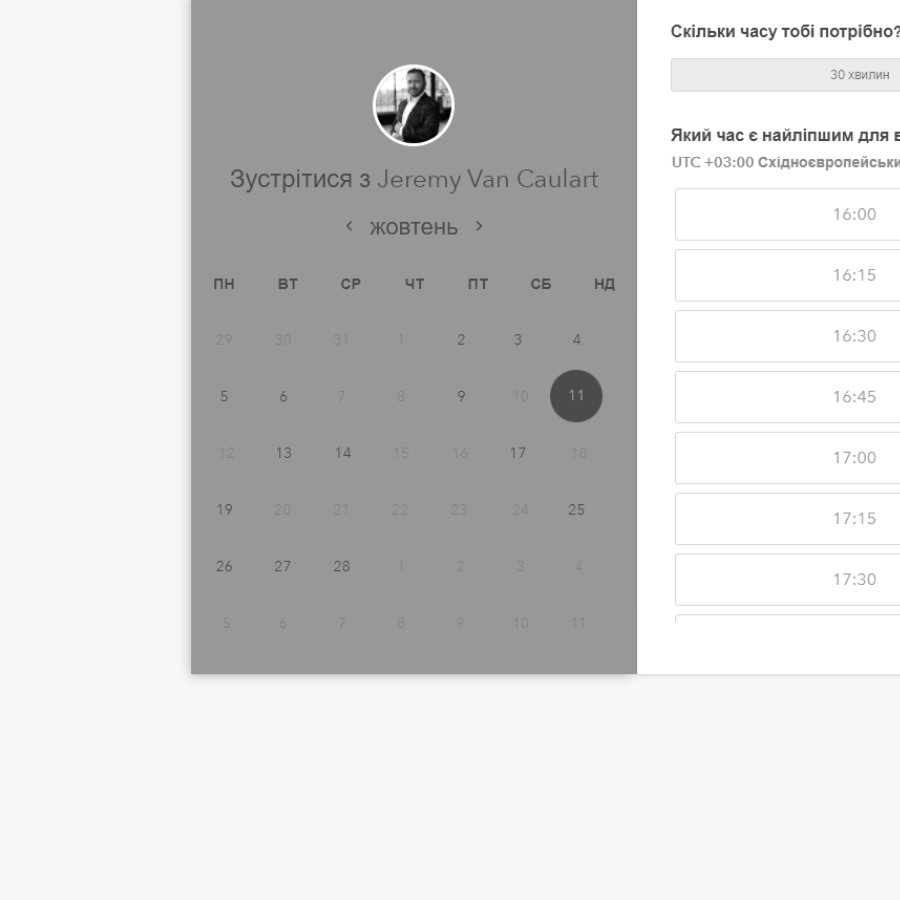 Зустрітися з Jeremy Van Caulart
< жовтень >
ПН ВТ СР ЧТ ПТ СБ НД
29 30 31 1 2 3 4
5 6 7 8 9 10 11
12 13 14 15 16 17 18
19 20 21 22 23 24 25
26 27 28 1 2 3 4
5 6 7 8 9 10 11
Скільки часу тобі потрібно?
30 хвилин
Який час є найліпшим для
UTC +03:00
16:00
16:15
16:30
16:45
17:00
17:15
17:30